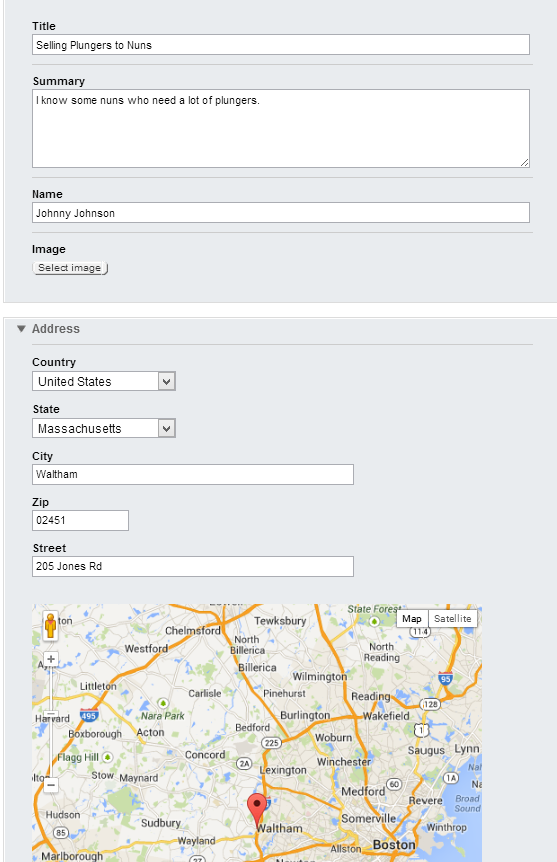 Title
Selling Plungers to Nuns
Summary
I know some nuns who need a lot of plungers.
Name
Johnny Johnson
Image
Select image
Address
Country
United States
State
Massachusetts
City
Waltham
Zip
02451
Street
205 Jones Rd
State Forest
Map Satellite
Tewksbury
Chelmsford
114
Westford
North
Billerica
North
Reading
Billerica
Wilmington
95
Littleton
Carlisle
Pinehurst
Reading
128
495
Nara Park
Burlington
Wakefield
Harvard
Bedford
1
Boxborough
Acton
225
Woburn
Saugus
Lynn
Flagg Hill
Concord
2A
Winchester
Lexington
Stow
Maynard
Medford
60
1A
Revere
Broad
Sound
Hudson
Sudbury
Waltham
Somerville
Winthrop
85
Wayland
Boston
Marlborough
27
Allston
Newton